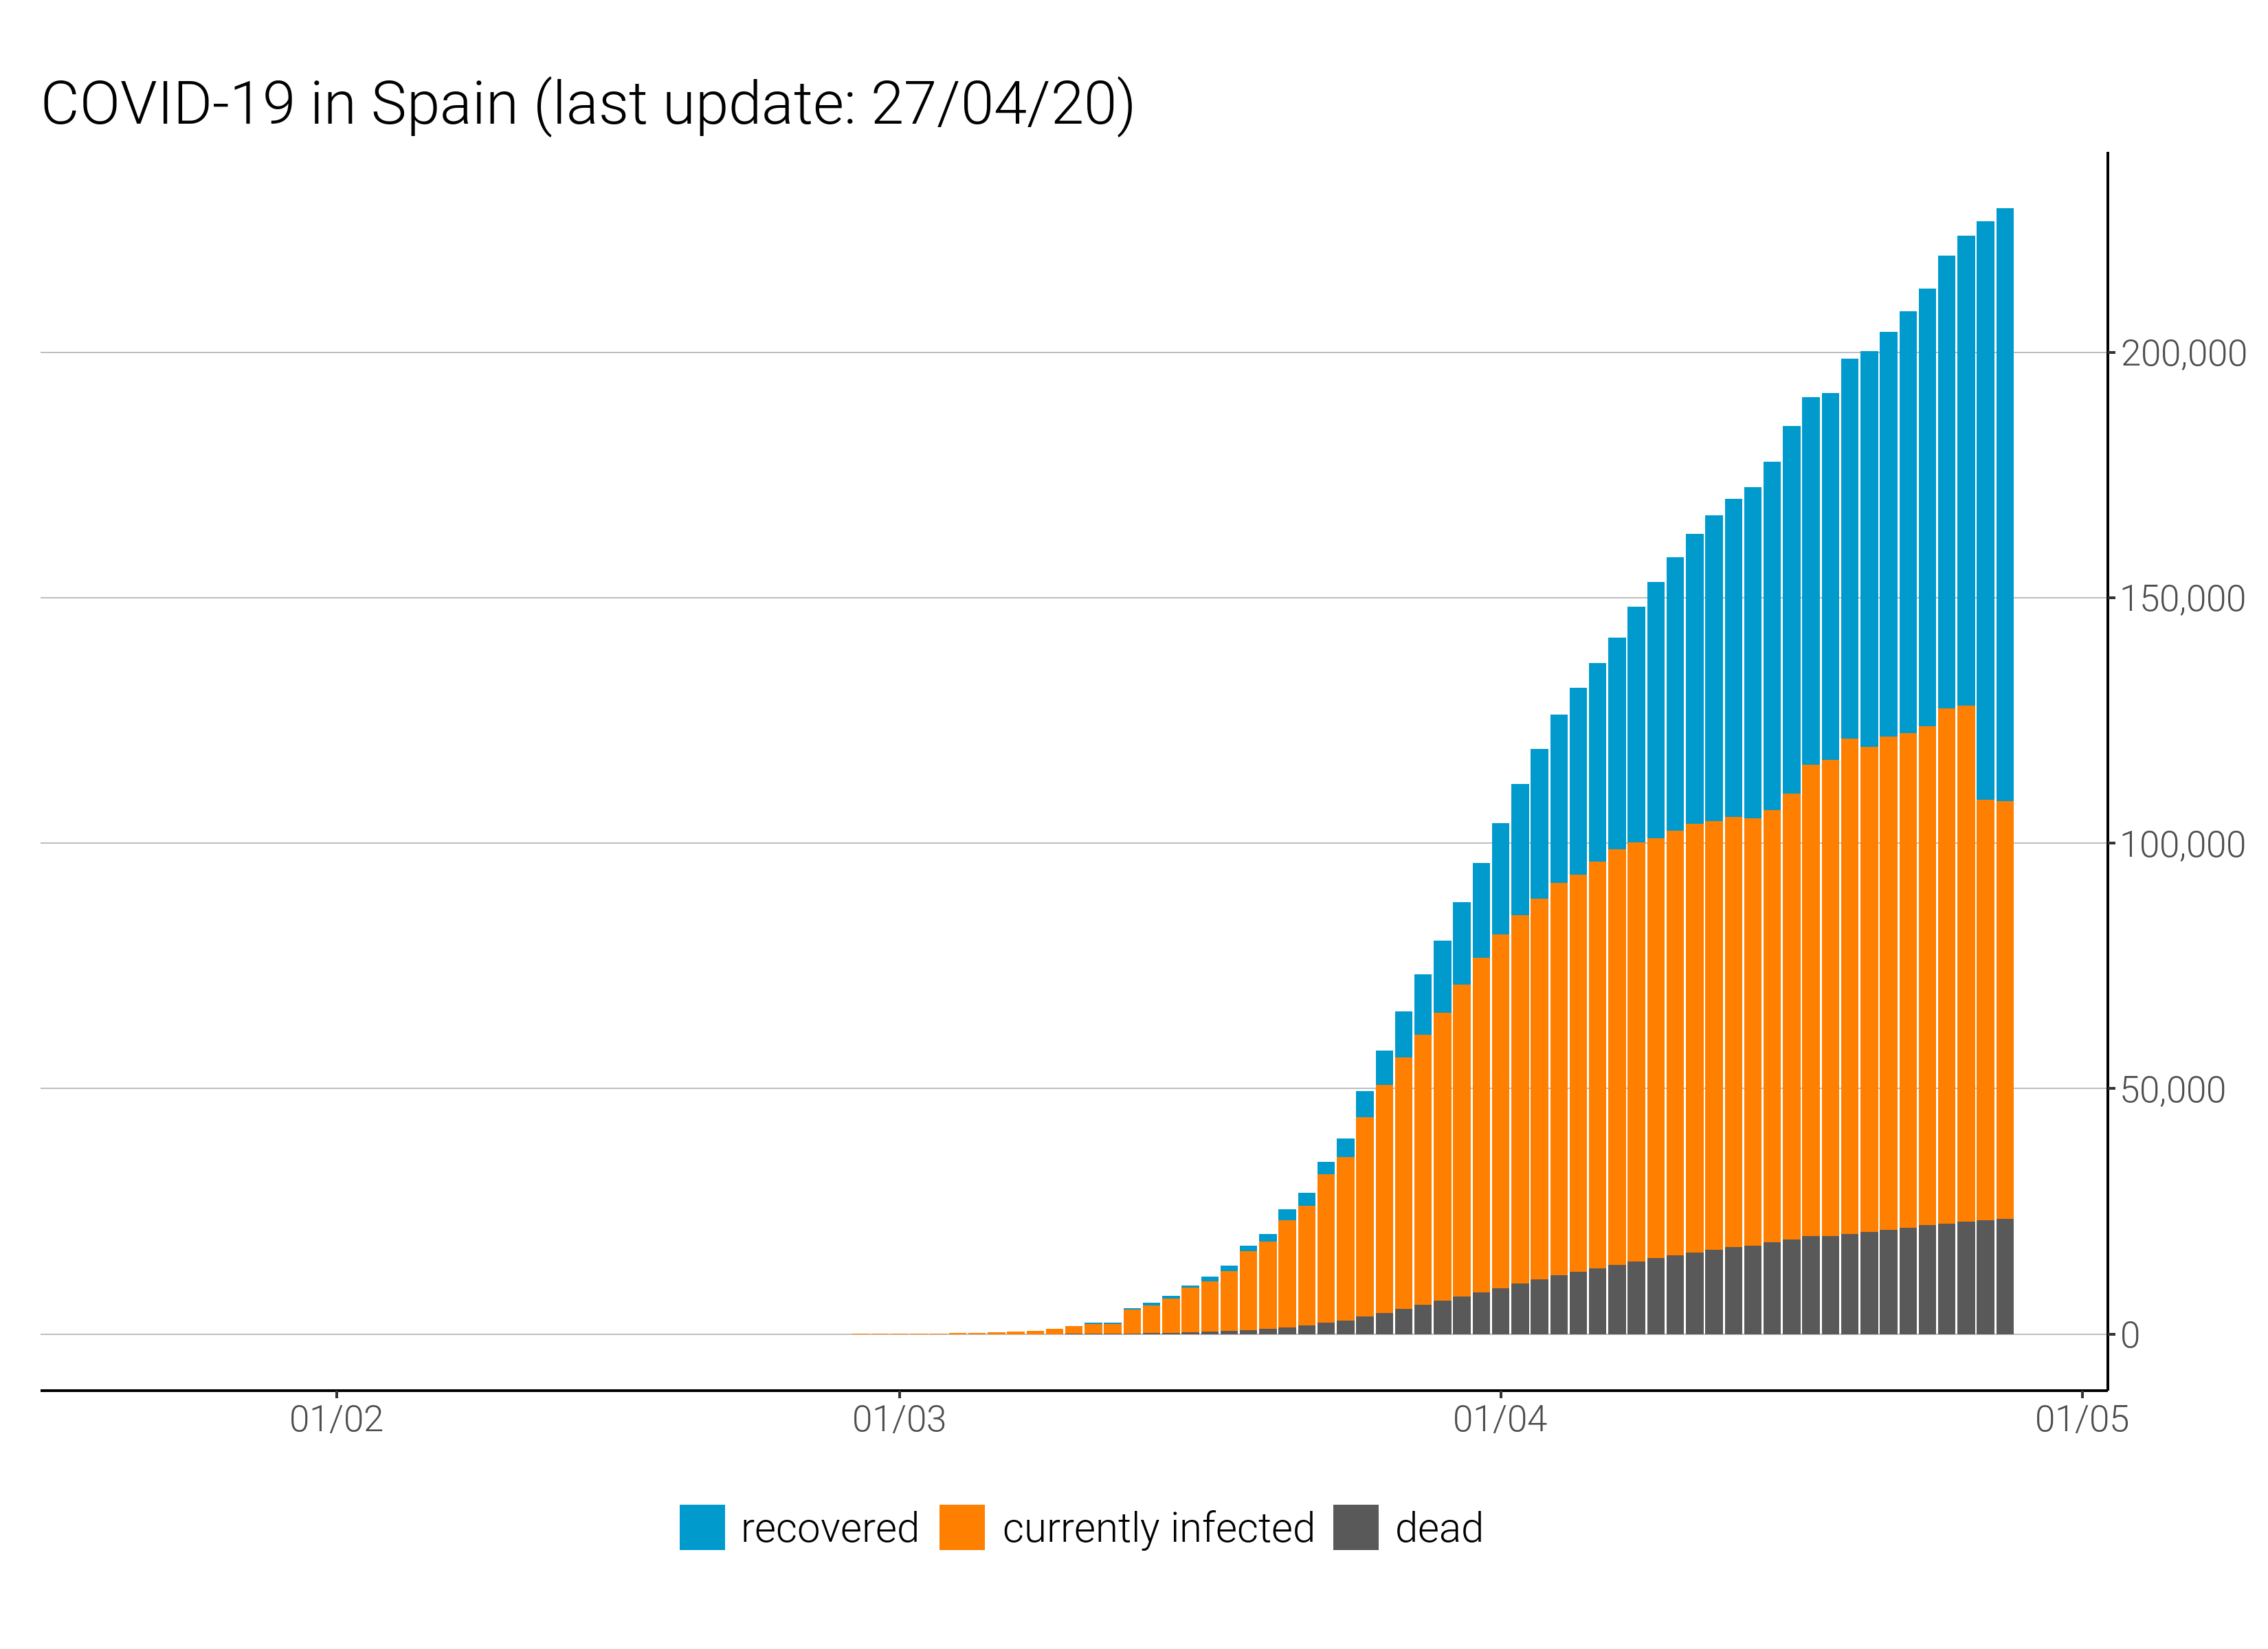 COVID-19 in Spain (last update: 27/04/20)
200,000
150,000
100,000
50,000
0
01/02 01/03 01/04 01/05
recovered currently infected dead